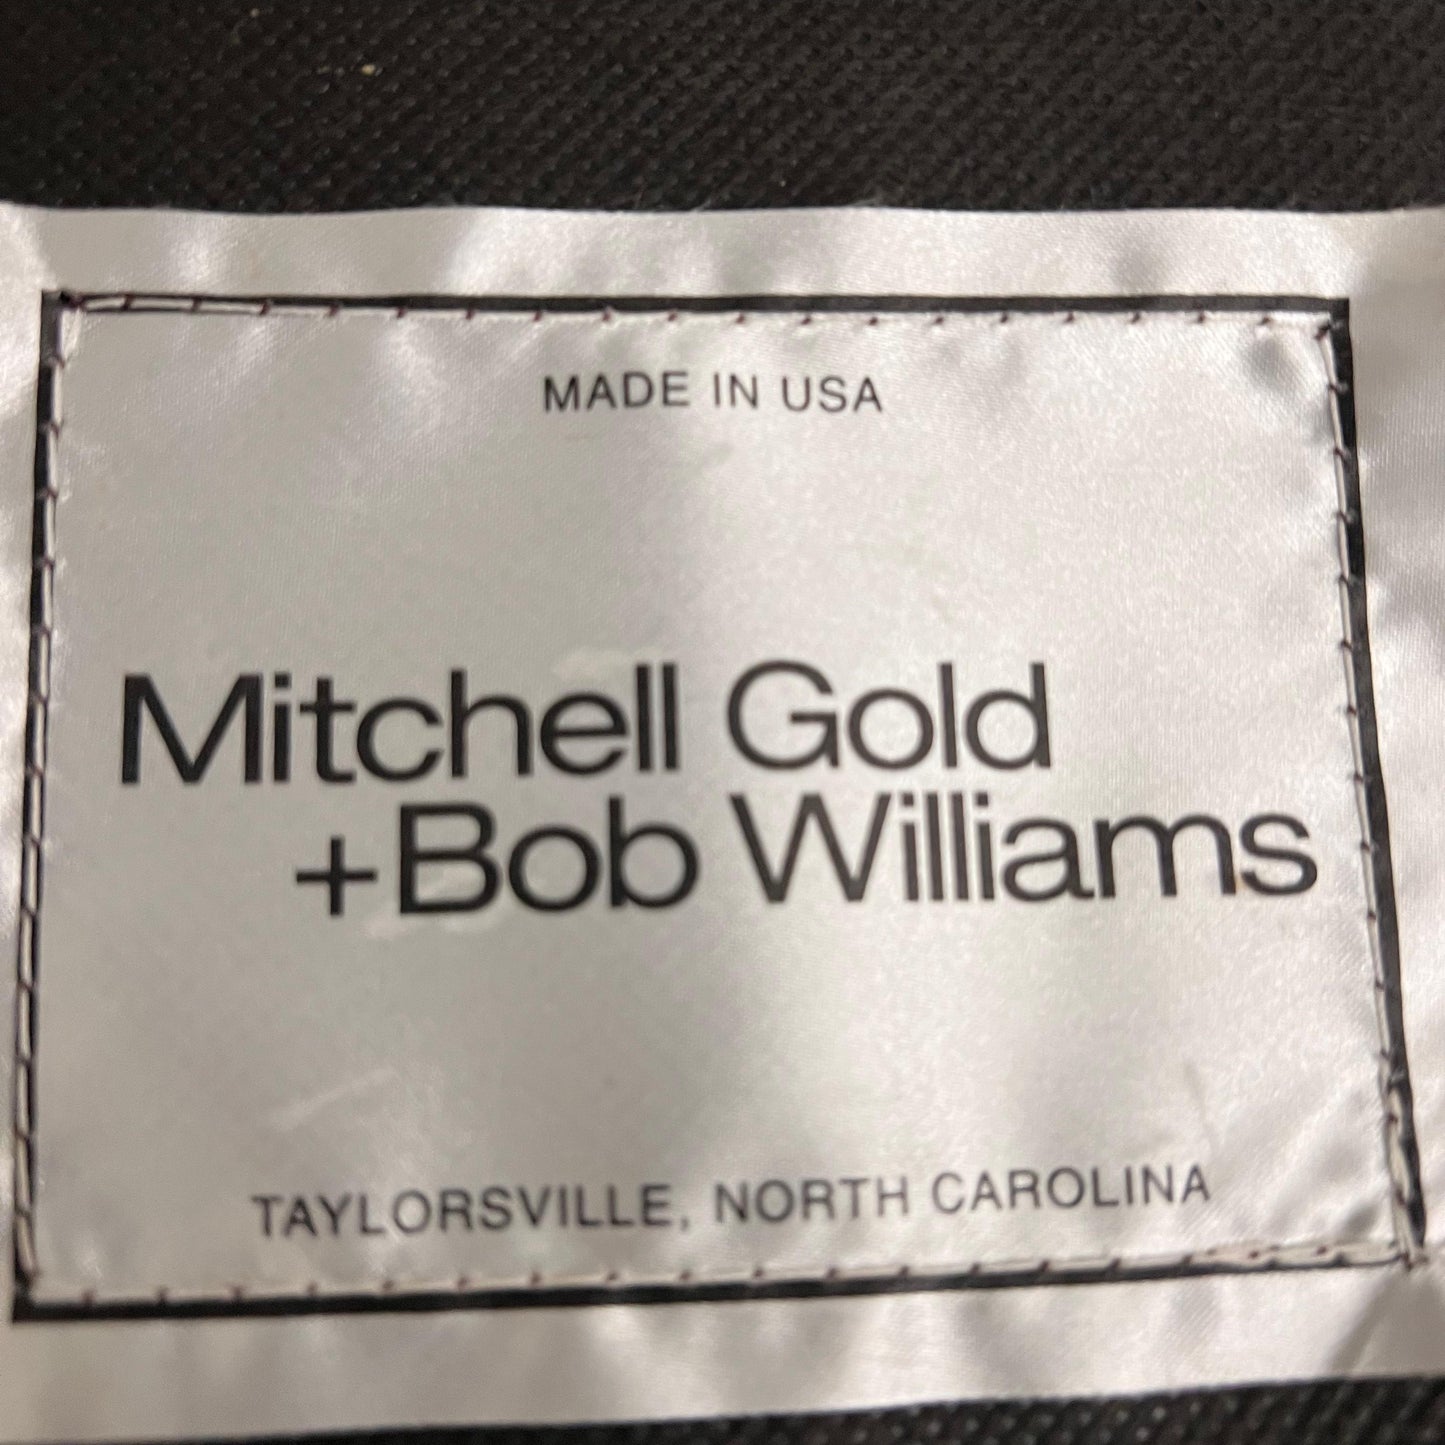 MADE IN USA
Mitchell Gold
+Bob Williams
TAYLORSVILLE, NORTH CAROLINA